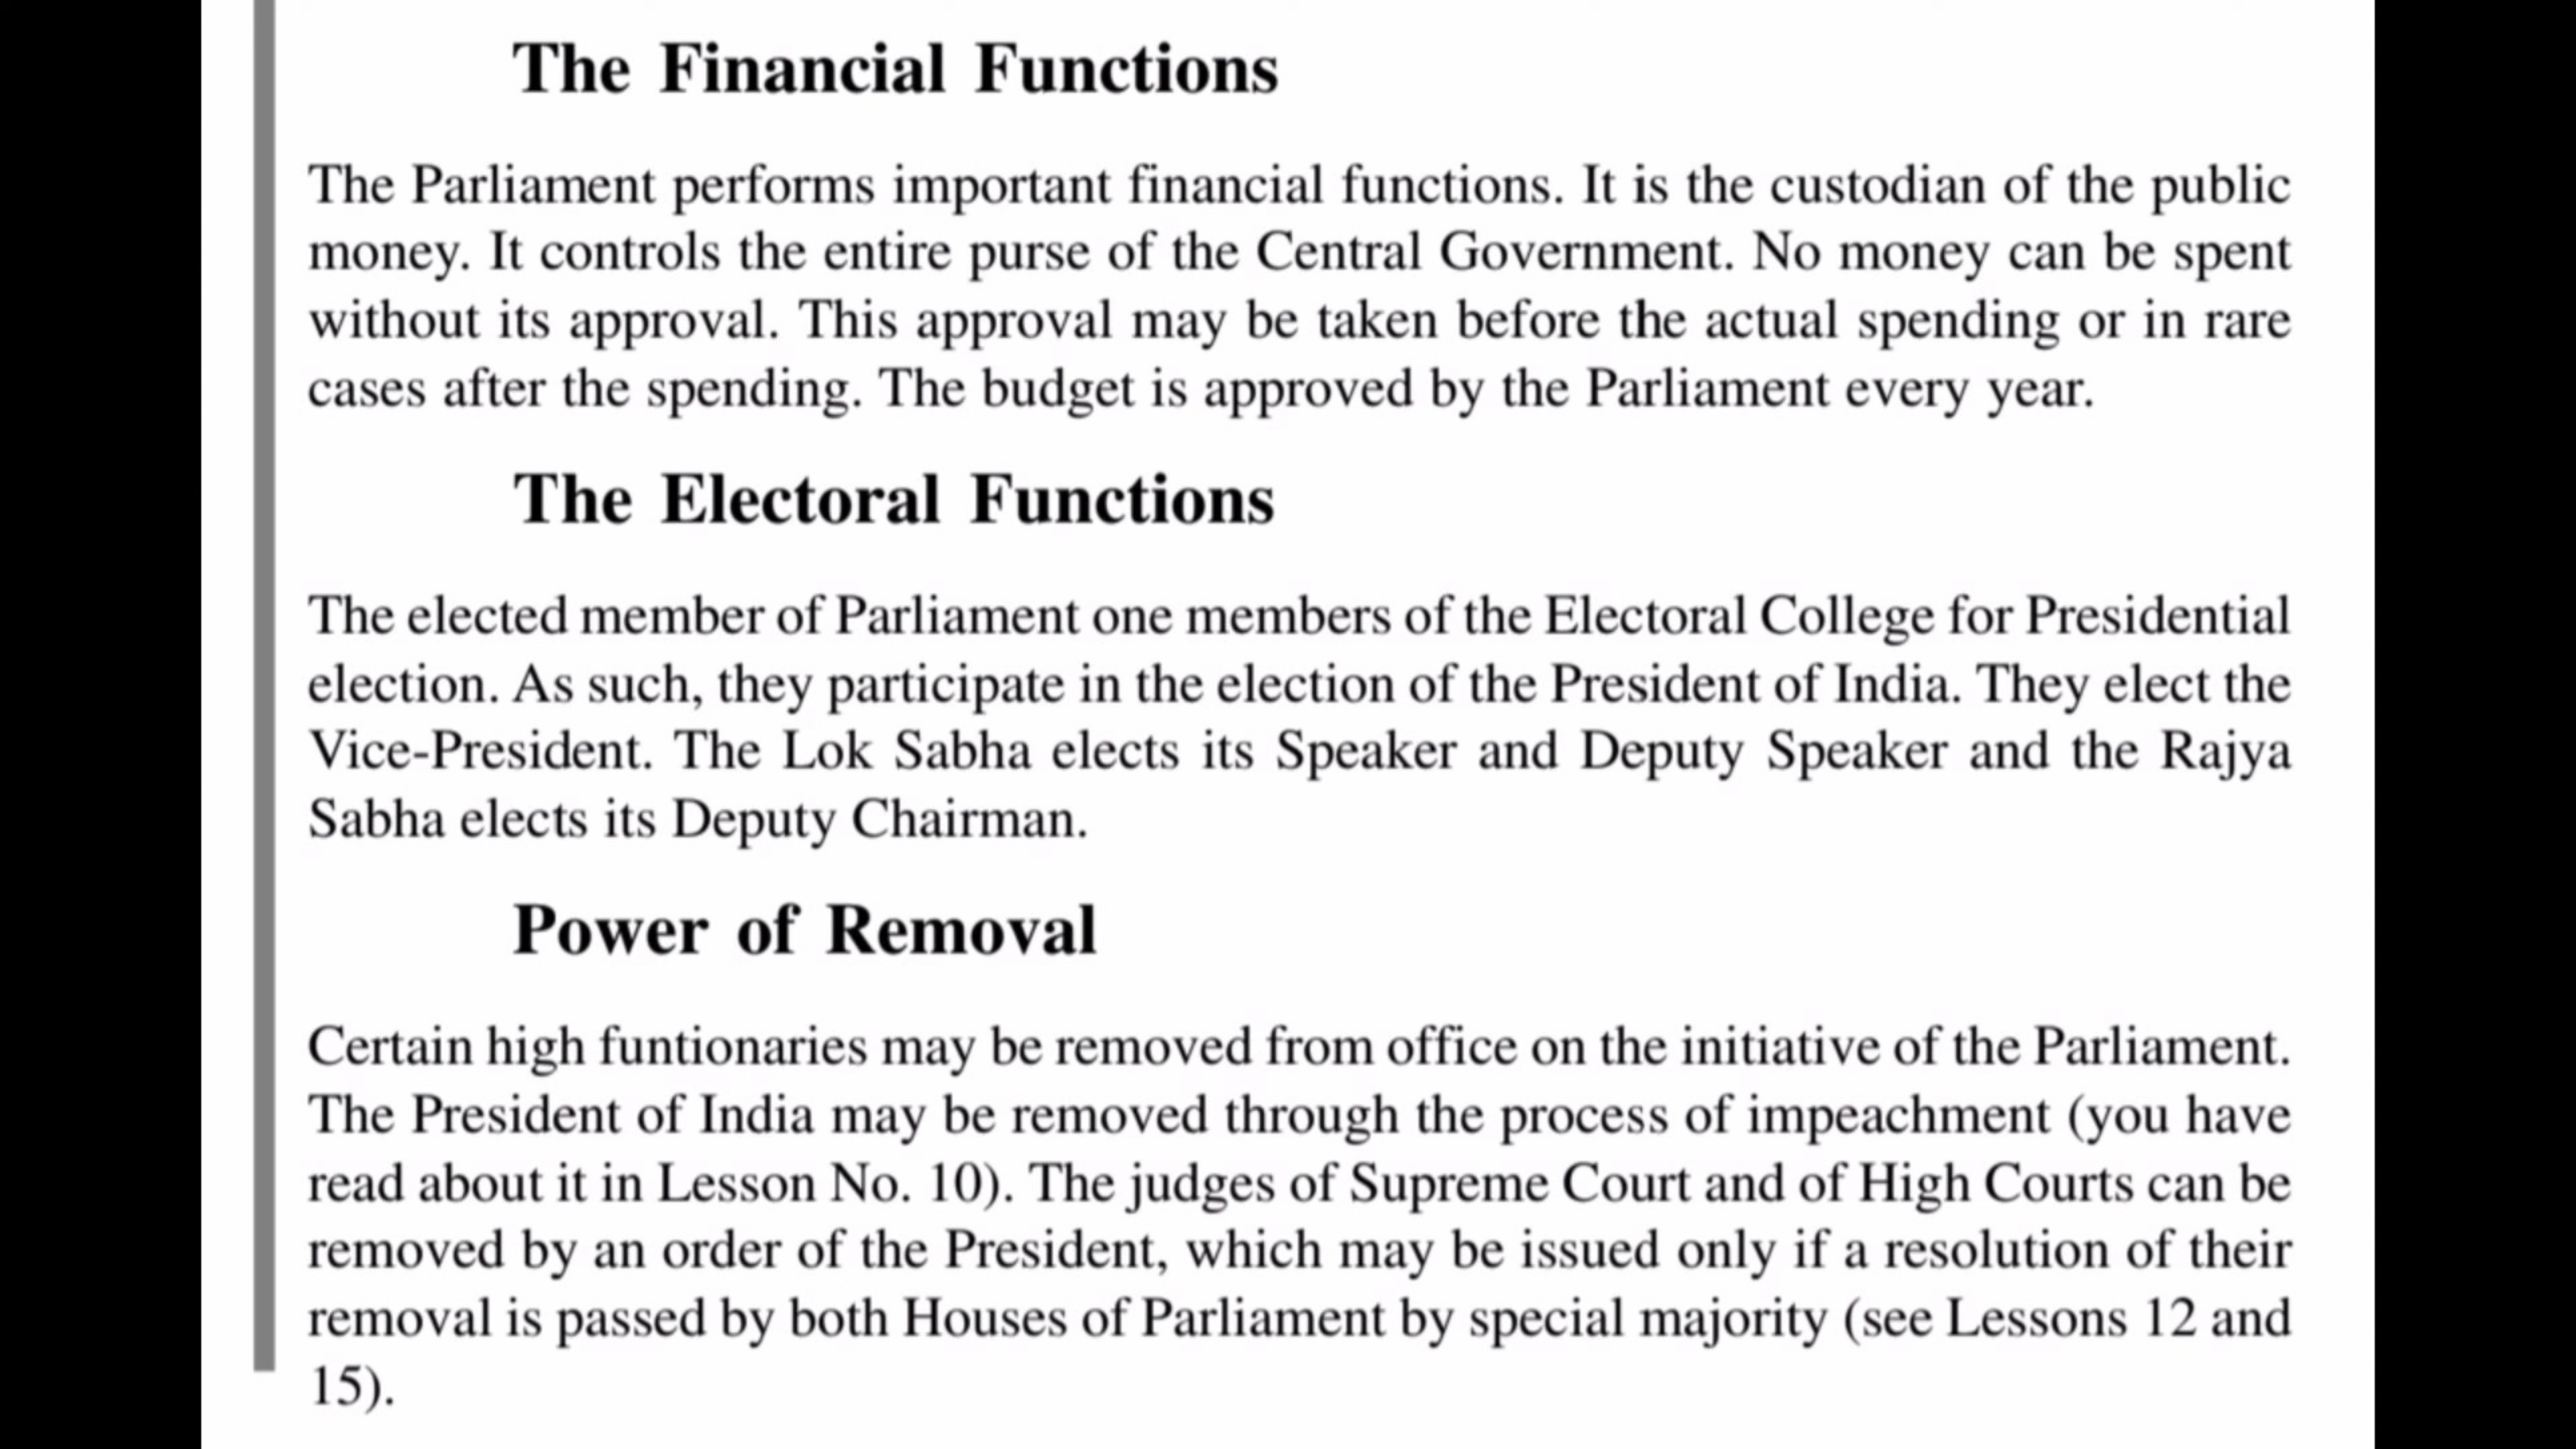 The Financial Functions
The Parliament performs important financial functions. It is the custodian of the public
money. It controls the entire purse of the Central Government. No money can be spent
without its approval. This approval may be taken before the actual spending or in rare
cases after the spending. The budget is approved by the Parliament every year.
The Electoral Functions
The elected member of Parliament one members of the Electoral College for Presidential
election. As such, they participate in the election of the President of India. They elect the
Vice-President. The Lok Sabha elects its Speaker and Deputy Speaker and the Rajya
Sabha elects its Deputy Chairman.
Power of Removal
Certain high funtionaries may be removed from office on the initiative of the Parliament.
The President of India may be removed through the process of impeachment (you have
read about it in Lesson No. 10). The judges of Supreme Court and of High Courts can be
removed by an order of the President, which may be issued only if a resolution of their
removal is passed by both Houses of Parliament by special majority (see Lessons 12 and
15).